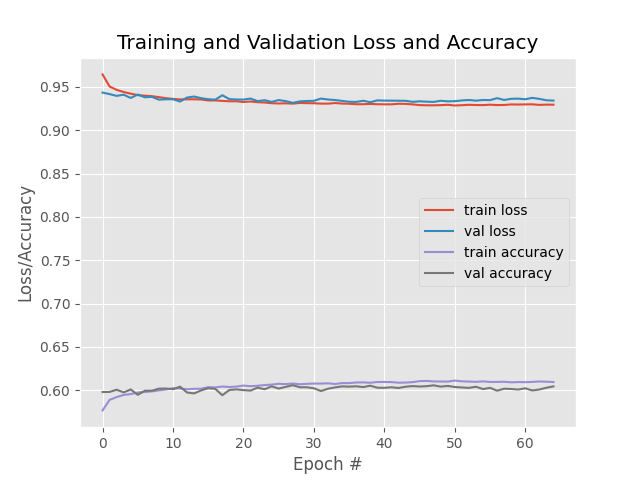 Training and Validation Loss and Accuracy
0.95
0.90
0.85
0.80
0.75
0.70
0.65
0.60
Loss/Accuracy
train loss
val loss
train accuracy
val accuracy
0 10 20 30 40 50 60
Epoch #